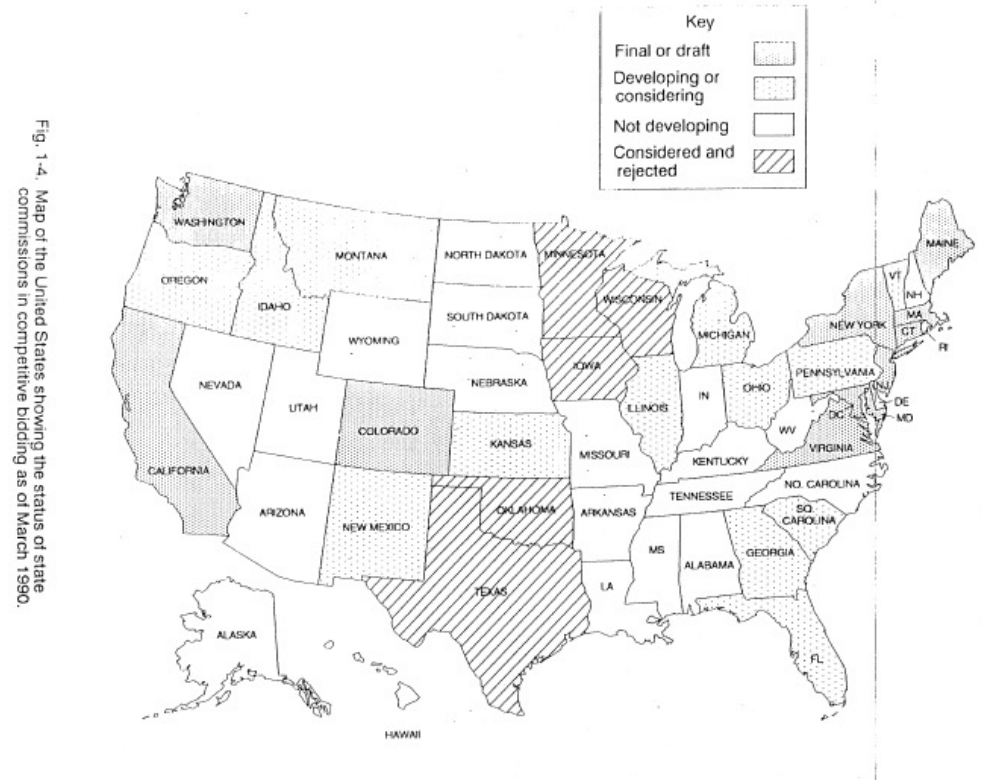 Key
Final or draft
Developing or
considering
Not developing
Considered and
rejected
WASHINGTON
OREGON
IDAHO
MONTANA
NORTH DAKOTA
MINNESOTA
WISCONSIN
MICHIGAN
MAINE
VT
NH
MA
CT
RI
NEW YORK
SOUTH DAKOTA
WYOMING
IOWA
NEBRASKA
PENNSYLVANIA
NJ
DE
MD
DC
OHIO
IN
ILLINOIS
NEVADA
UTAH
COLORADO
KANSAS
MISSOURI
WV
VIRGINIA
KENTUCKY
CALIFORNIA
ARIZONA
NEW MEXICO
OKLAHOMA
ARKANSAS
TENNESSEE
NO. CAROLINA
SO.
CAROLINA
TEXAS
LA
MS
ALABAMA
GEORGIA
FL
ALASKA
HAWAII
Fig. 1-4. Map of the United States showing the status of state
commissions in competitive bidding as of March 1990.